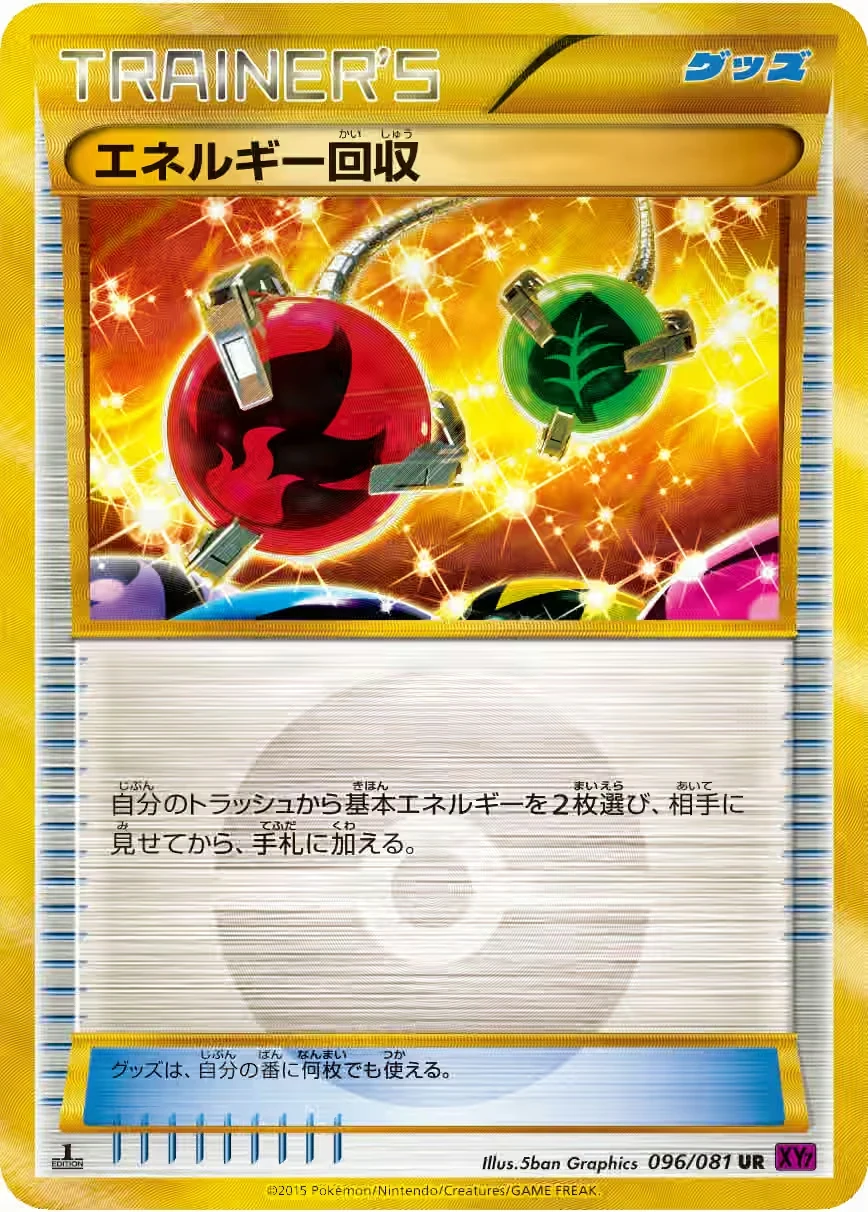 TRAINER'S
グッズ
かい しゅう
エネルギー回収
じぶん きほん まいえら あいて
自分のトラッシュから基本エネルギーを2枚選び、相手に
み てふだ くわ
見せてから、手札に加える。
じぶん ばん なんまい つか
グッズは、自分の番に何枚でも使える。
1 EDITION
Illus.5ban Graphics 096/081 UR XY7
©2015 Pokémon/Nintendo/Creatures/GAME FREAK.